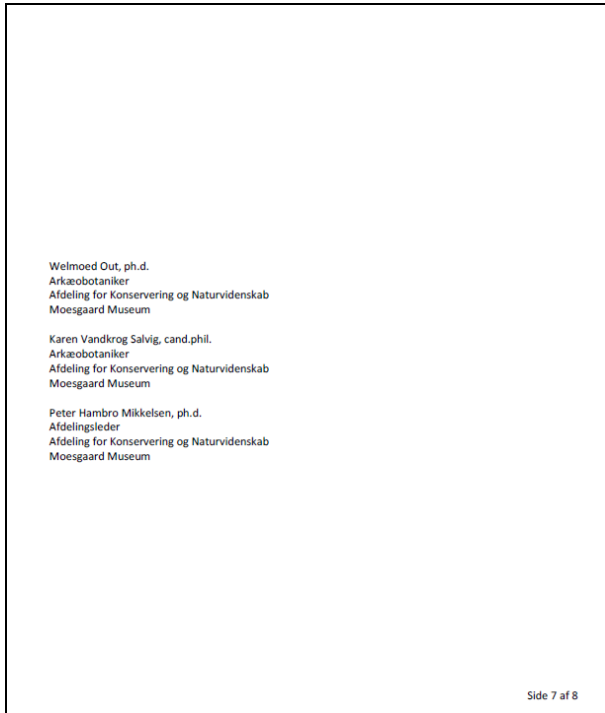 Welmoed Out, ph.d.
Arkæobotaniker
Afdeling for Konservering og Naturvidenskab
Moesgaard Museum
Karen Vandkrog Salvig, cand.phil.
Arkæobotaniker
Afdeling for Konservering og Naturvidenskab
Moesgaard Museum
Peter Hambro Mikkelsen, ph.d.
Afdelingsleder
Afdeling for Konservering og Naturvidenskab
Moesgaard Museum
Side 7 af 8